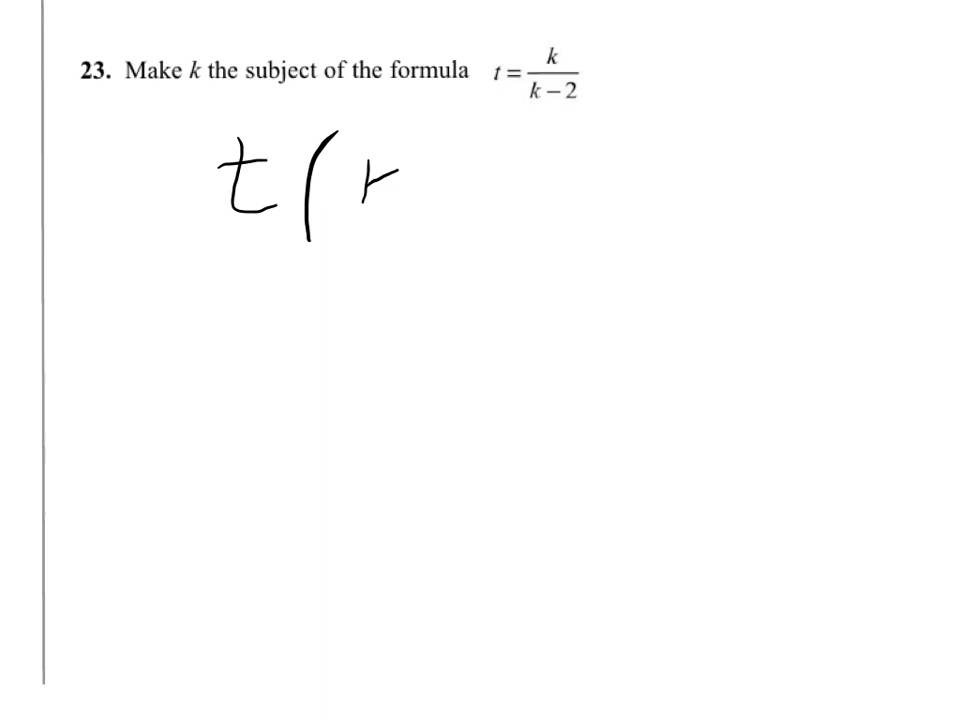 23. Make k the subject of the formula t = k / (k – 2)
t (